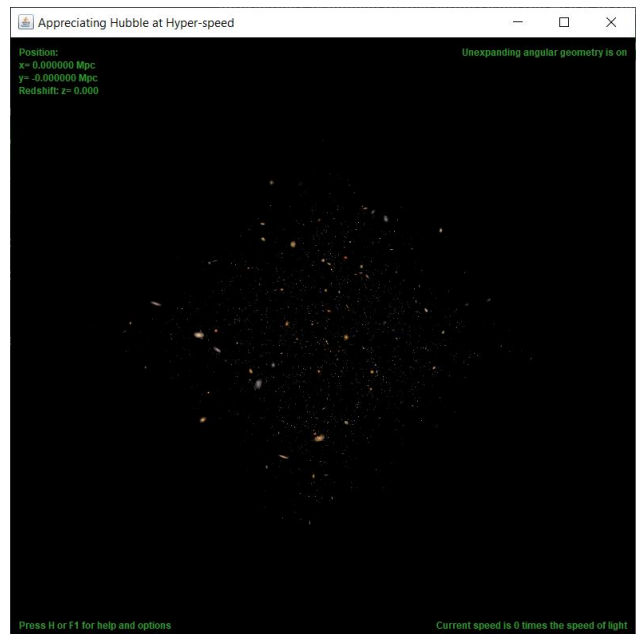 Appreciating Hubble at Hyper-speed
Position:
x= 0.000000 Mpc
y= -0.000000 Mpc
Redshift: z= 0.000
Unexpanding angular geometry is on
Press H or F1 for help and options
Current speed is 0 times the speed of light